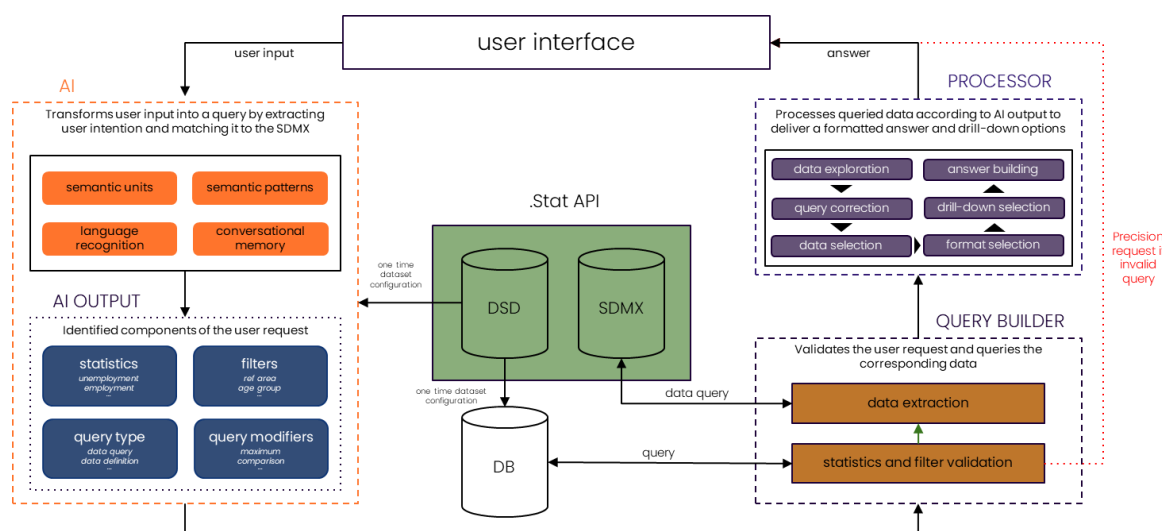 user interface
user input
answer
AI
Transforms user input into a query by extracting
user intention and matching it to the SDMX
semantic units
semantic patterns
language
recognition
conversational
memory
AI OUTPUT
Identified components of the user request
statistics
unemployment
employment
...
filters
ref area
age group
...
query type
data query
data definition
...
query modifiers
maximum
comparison
...
.Stat API
one time
dataset
configuration
DSD
SDMX
one time dataset
configuration
DB
data query
query
PROCESSOR
Processes queried data according to AI output to
deliver a formatted answer and drill-down options
data exploration
answer building
query correction
drill-down selection
data selection
format selection
Precision
request i
invalid
query
QUERY BUILDER
Validates the user request and queries the
corresponding data
data extraction
statistics and filter validation